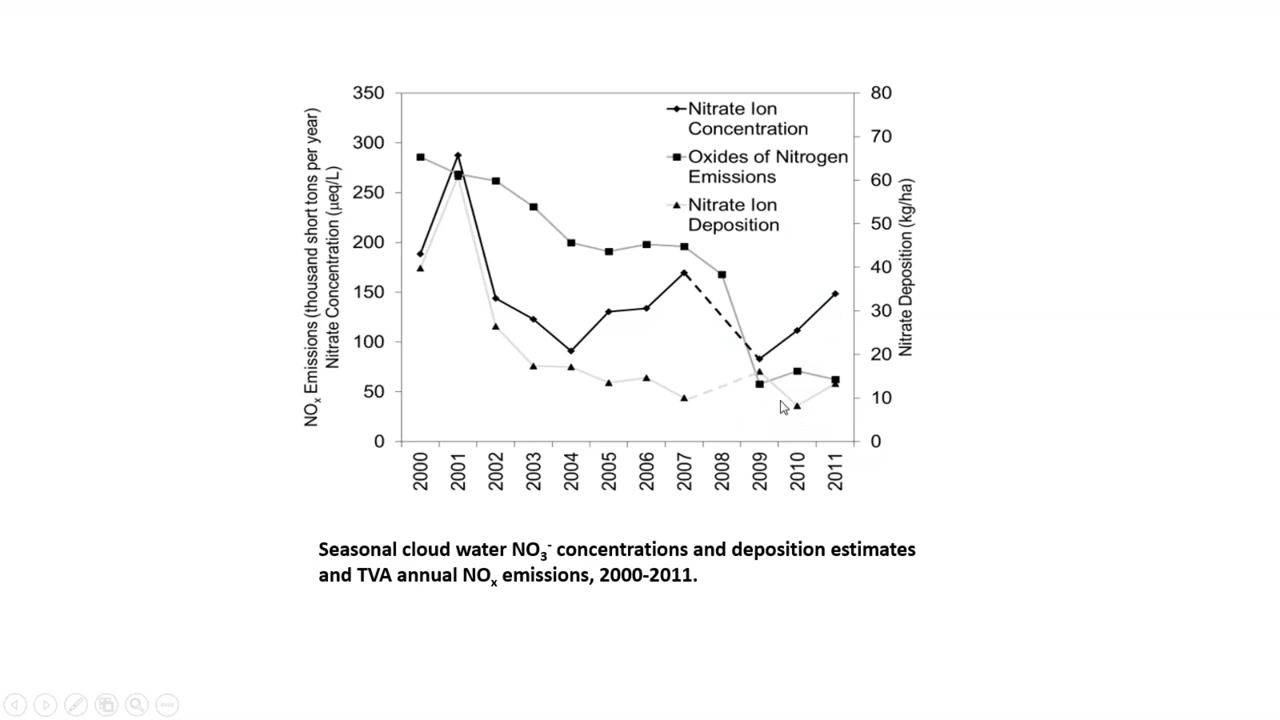 NOx Emissions (thousand short tons per year)
Nitrate Concentration (µeq/L)
350
300
250
200
150
100
50
0
Nitrate Ion
Concentration
Oxides of Nitrogen
Emissions
Nitrate Ion
Deposition
80
70
60
50
40
30
20
10
0
Nitrate Deposition (kg/ha)
2000
2001
2002
2003
2004
2005
2006
2007
2008
2009
2010
2011
Seasonal cloud water NO3- concentrations and deposition estimates
and TVA annual NOx emissions, 2000-2011.